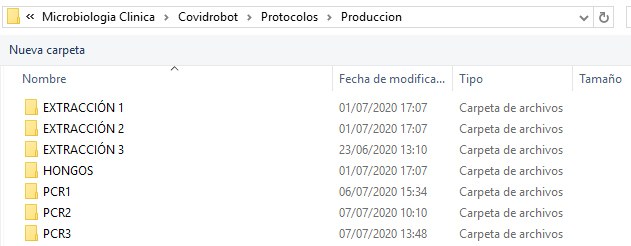 « Microbiologia Clinica > Covidrobot > Protocolos > Produccion >
Nueva carpeta
Nombre Fecha de modifica... Tipo Tamaño
EXTRACCIÓN 1 01/07/2020 17:07 Carpeta de archivos
EXTRACCIÓN 2 01/07/2020 17:07 Carpeta de archivos
EXTRACCIÓN 3 23/06/2020 13:10 Carpeta de archivos
HONGOS 01/07/2020 17:07 Carpeta de archivos
PCR1 06/07/2020 15:34 Carpeta de archivos
PCR2 07/07/2020 10:10 Carpeta de archivos
PCR3 07/07/2020 13:48 Carpeta de archivos